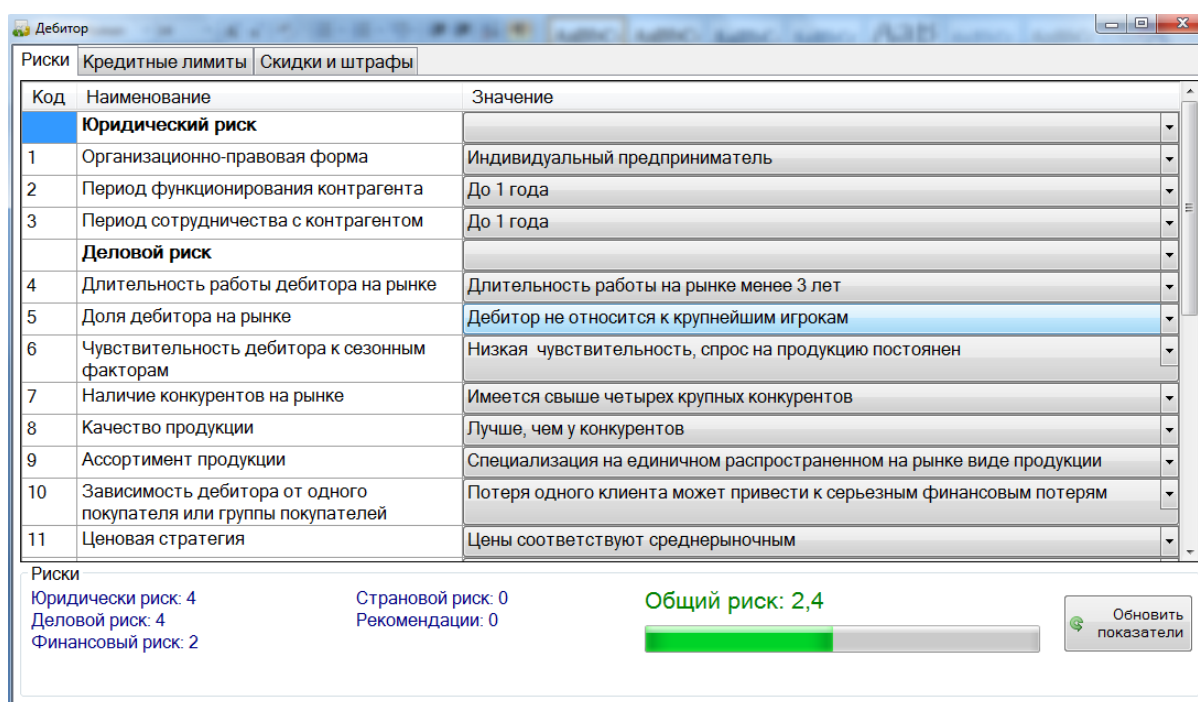 Дебитор
Риски Кредитные лимиты Скидки и штрафы
Код Наименование Значение
Юридический риск
1 Организационно-правовая форма Индивидуальный предприниматель
2 Период функционирования контрагента До 1 года
3 Период сотрудничества с контрагентом До 1 года
Деловой риск
4 Длительность работы дебитора на рынке Длительность работы на рынке менее 3 лет
5 Доля дебитора на рынке Дебитор не относится к крупнейшим игрокам
6 Чувствительность дебитора к сезонным Низкая чувствительность, спрос на продукцию постоянен
факторам
7 Наличие конкурентов на рынке Имеется свыше четырех крупных конкурентов
8 Качество продукции Лучше, чем у конкурентов
9 Ассортимент продукции Специализация на единичном распространенном на рынке виде продукции
10 Зависимость дебитора от одного Потеря одного клиента может привести к серьезным финансовым потерям
покупателя или группы покупателей
11 Ценовая стратегия Цены соответствуют среднерыночным
Риски
Юридически риск: 4 Страновой риск: 0 Общий риск: 2,4
Деловой риск: 4 Рекомендации: 0 Обновить
Финансовый риск: 2 показатели